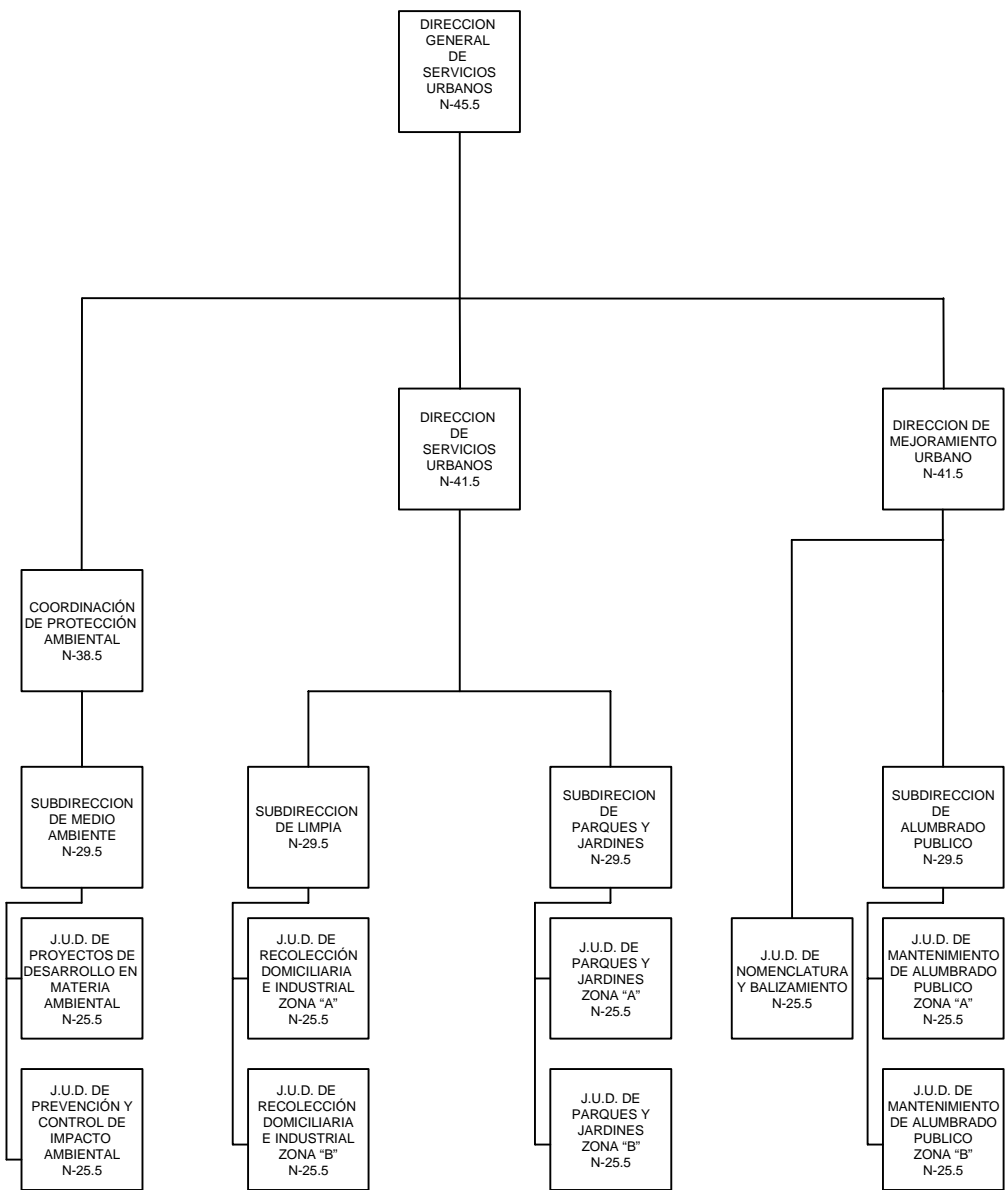 DIRECCION
GENERAL
DE
SERVICIOS
URBANOS
N-45.5
DIRECCION
DE
SERVICIOS
URBANOS
N-41.5
DIRECCION DE
MEJORAMIENTO
URBANO
N-41.5
COORDINACIÓN
DE PROTECCIÓN
AMBIENTAL
N-38.5
SUBDIRECCION
DE MEDIO
AMBIENTE
N-29.5
SUBDIRECCION
DE LIMPIA
N-29.5
SUBDIRECION
DE
PARQUES Y
JARDINES
N-29.5
SUBDIRECCION
DE
ALUMBRADO
PUBLICO
N-29.5
J.U.D. DE
PROYECTOS DE
DESARROLLO EN
MATERIA
AMBIENTAL
N-25.5
J.U.D. DE
RECOLECCIÓN
DOMICILIARIA
E INDUSTRIAL
ZONA “A”
N-25.5
J.U.D. DE
PARQUES Y
JARDINES
ZONA “A”
N-25.5
J.U.D. DE
NOMENCLATURA
Y BALIZAMIENTO
N-25.5
J.U.D. DE
MANTENIMIENTO
DE ALUMBRADO
PUBLICO
ZONA “A”
N-25.5
J.U.D. DE
PREVENCIÓN Y
CONTROL DE
IMPACTO
AMBIENTAL
N-25.5
J.U.D. DE
RECOLECCIÓN
DOMICILIARIA
E INDUSTRIAL
ZONA “B”
N-25.5
J.U.D. DE
PARQUES Y
JARDINES
ZONA “B”
N-25.5
J.U.D. DE
MANTENIMIENTO
DE ALUMBRADO
PUBLICO
ZONA “B”
N-25.5